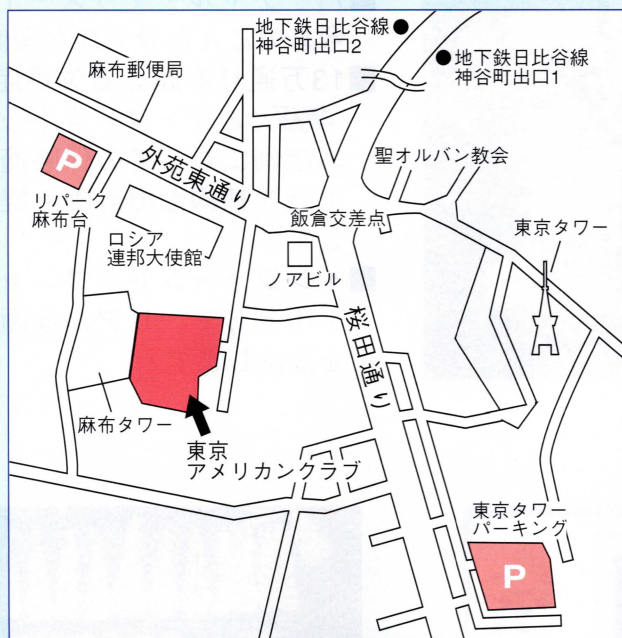 地下鉄日比谷線
神谷町出口2
地下鉄日比谷線
神谷町出口1
麻布郵便局
P
外苑東通り
聖オルバン教会
リパーク
麻布台
飯倉交差点
東京タワー
ロシア
連邦大使館
ノアビル
桜田通り
麻布タワー
東京
アメリカンクラブ
東京タワー
パーキング
P